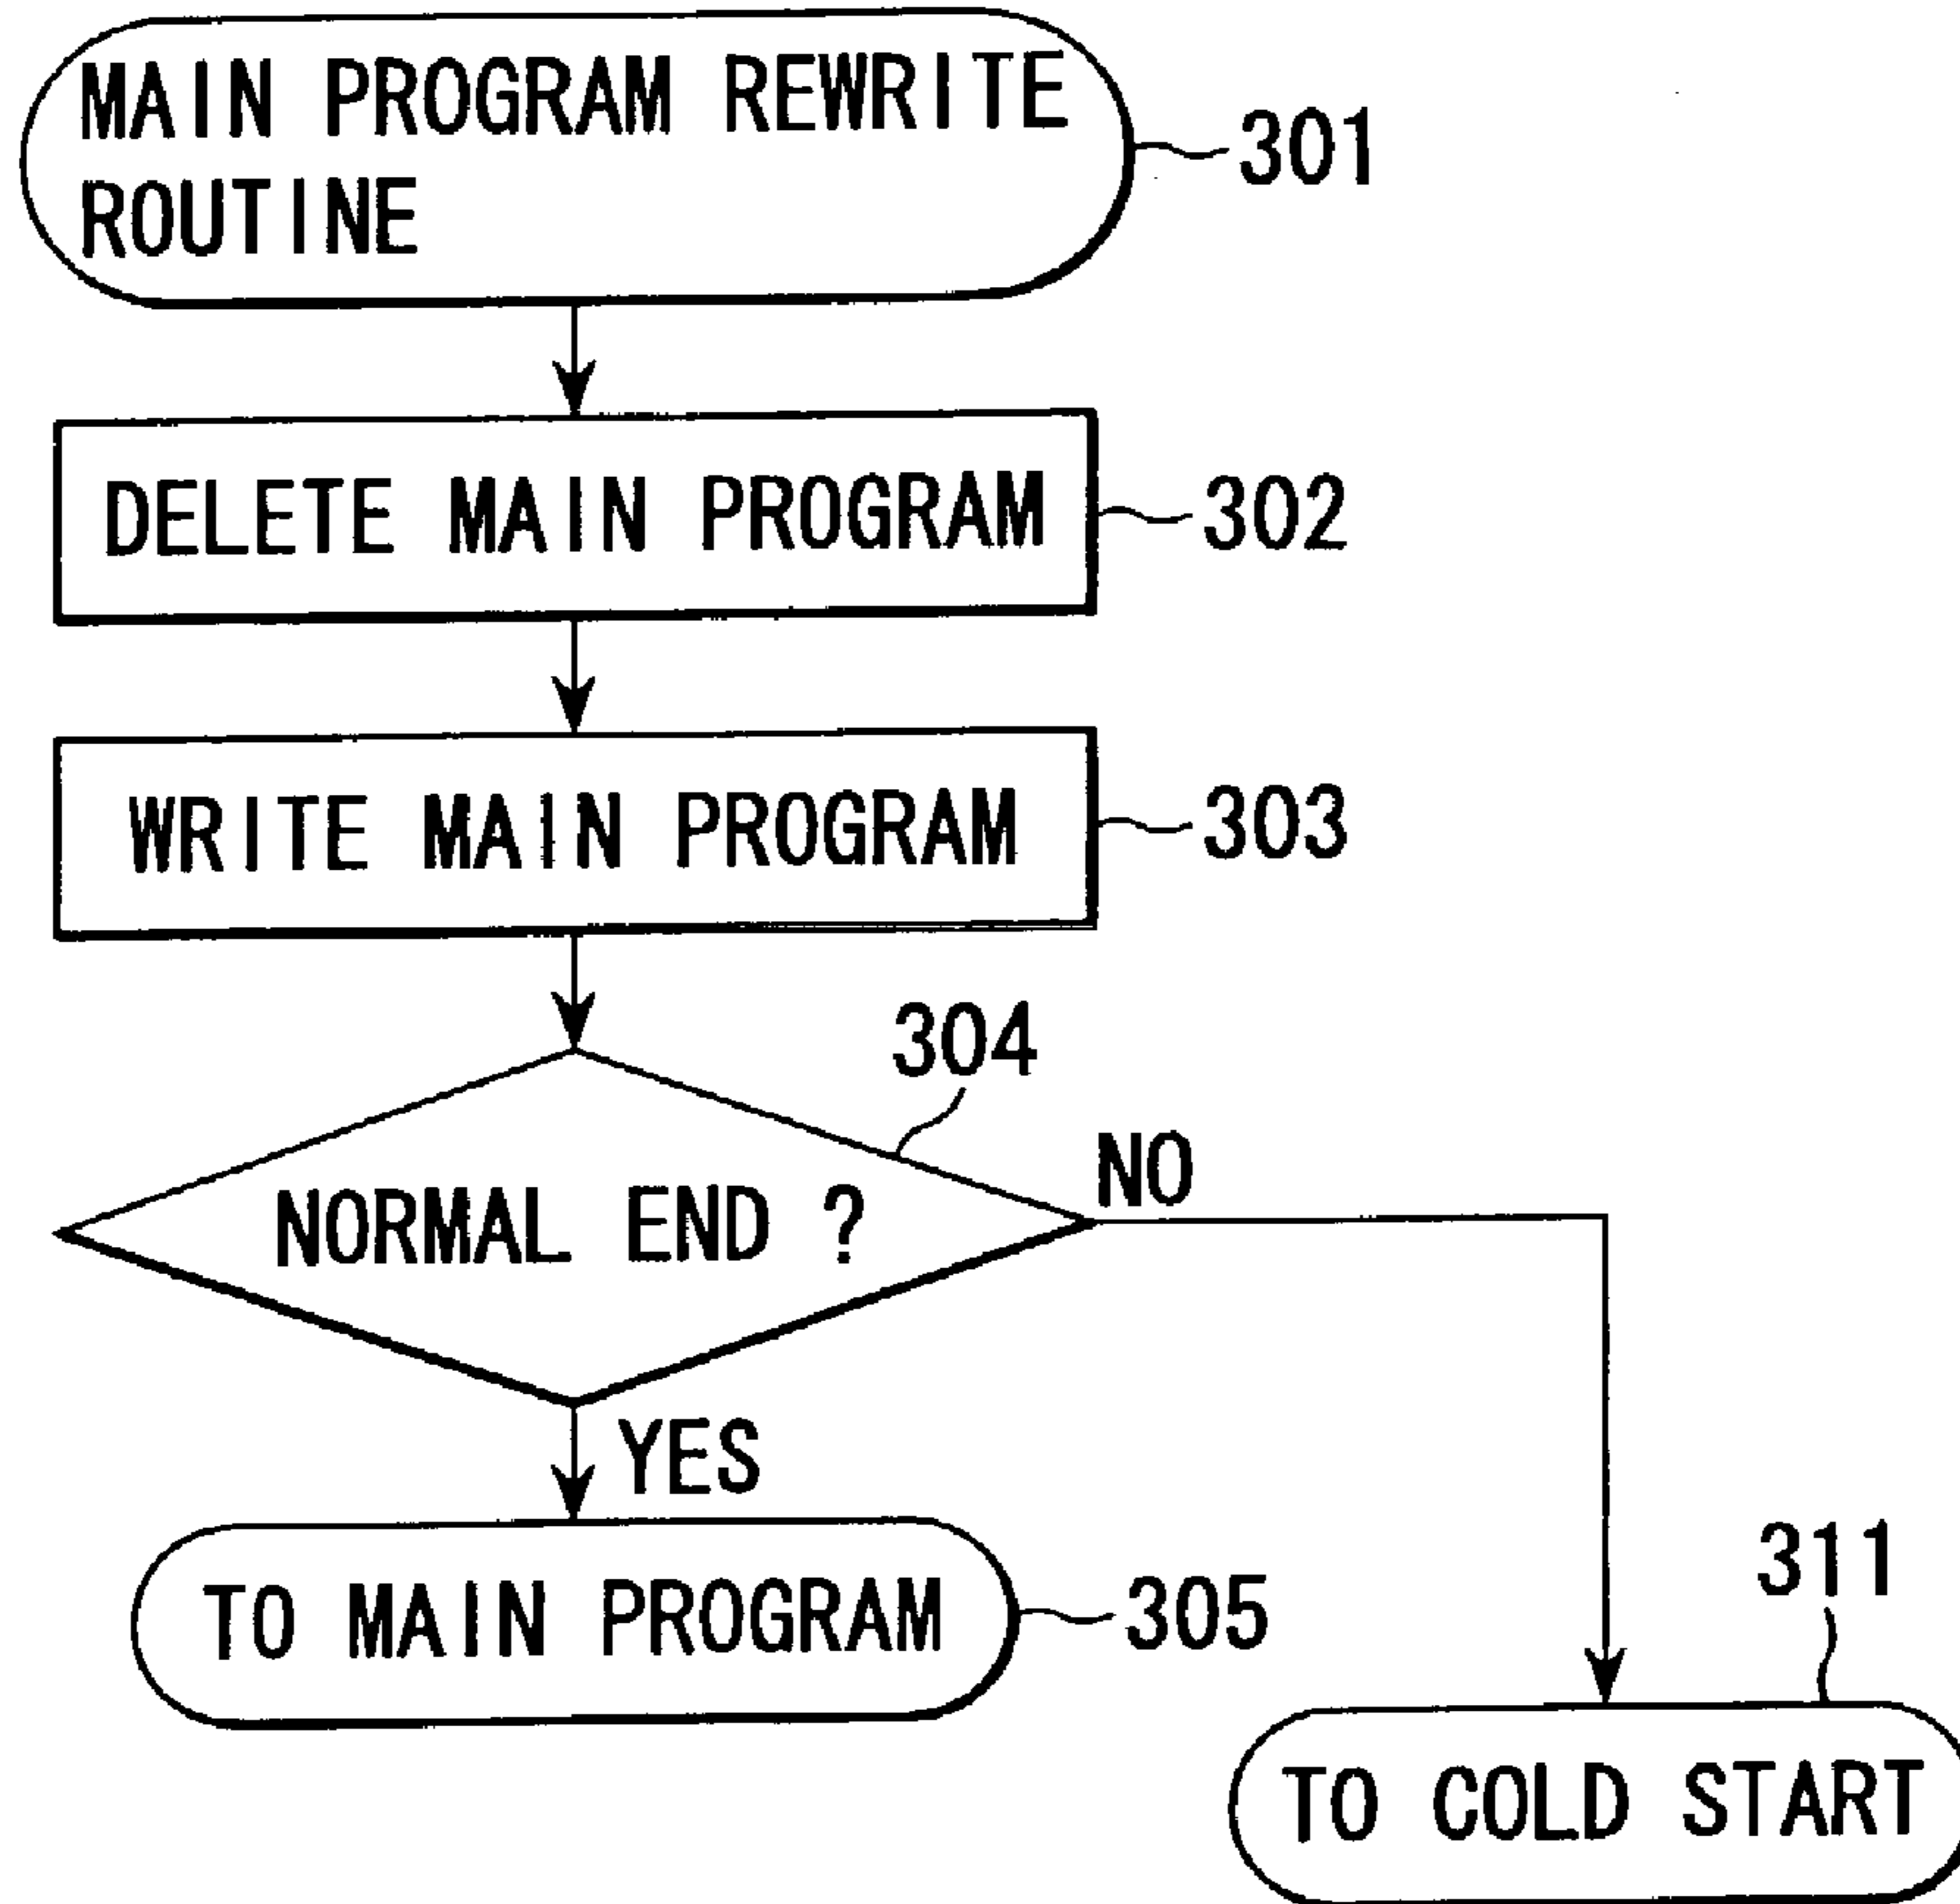 MAIN PROGRAM REWRITE
ROUTINE
301
DELETE MAIN PROGRAM
302
WRITE MAIN PROGRAM
303
304
NORMAL END ?
NO
YES
TO MAIN PROGRAM
305
311
TO COLD START